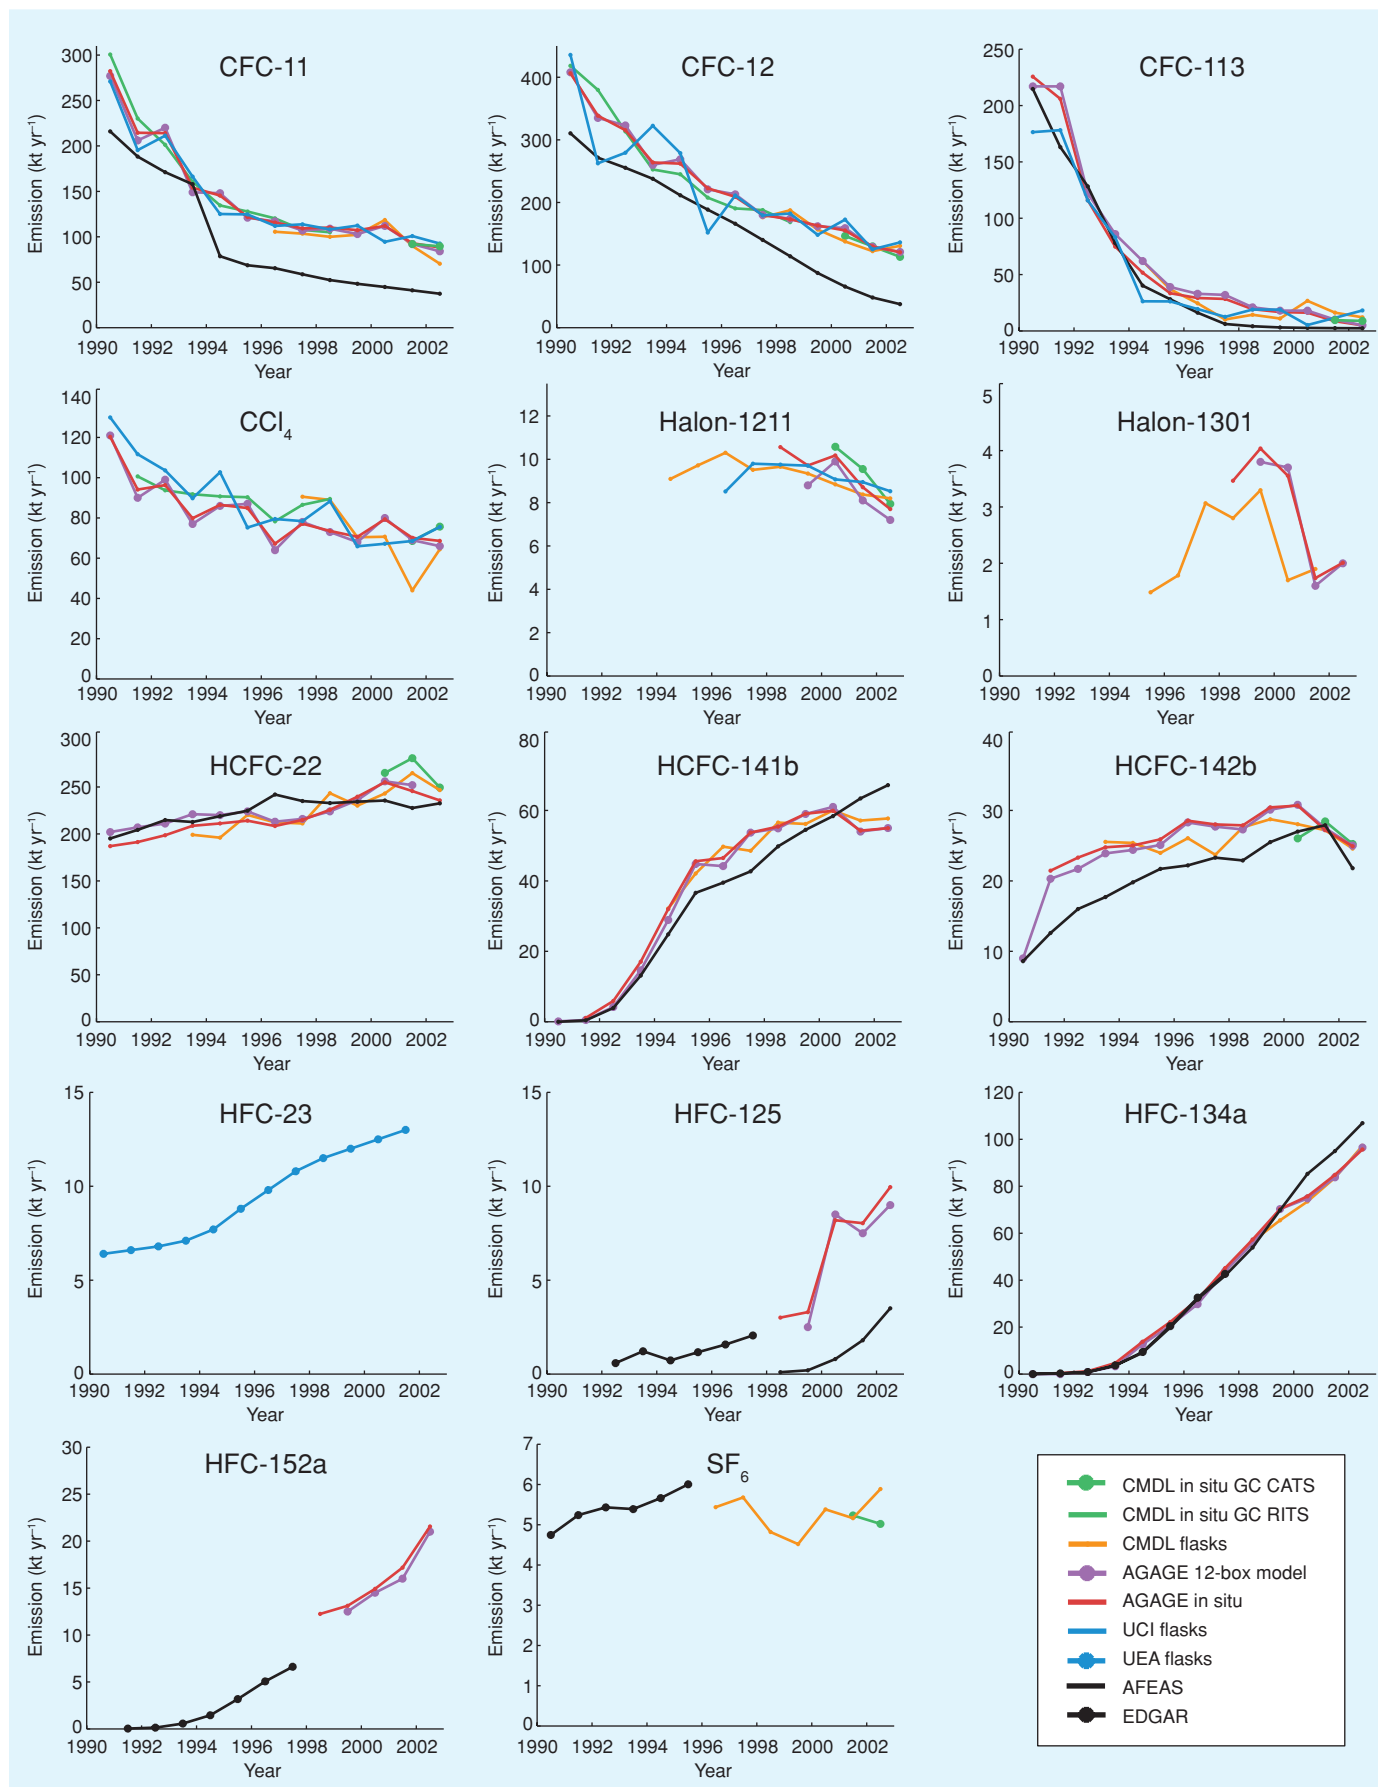 CFC-11
Emission (kt yr⁻¹)
300
250
200
150
100
50
0
1990 1992 1994 1996 1998 2000 2002
Year
CFC-12
Emission (kt yr⁻¹)
400
300
200
100
0
1990 1992 1994 1996 1998 2000 2002
Year
CFC-113
Emission (kt yr⁻¹)
250
200
150
100
50
0
1990 1992 1994 1996 1998 2000 2002
Year
CCl₄
Emission (kt yr⁻¹)
140
120
100
80
60
40
20
0
1990 1992 1994 1996 1998 2000 2002
Year
Halon-1211
Emission (kt yr⁻¹)
12
10
8
6
4
2
0
1990 1992 1994 1996 1998 2000 2002
Year
Halon-1301
Emission (kt yr⁻¹)
5
4
3
2
1
0
1990 1992 1994 1996 1998 2000 2002
Year
HCFC-22
Emission (kt yr⁻¹)
300
250
200
150
100
50
0
1990 1992 1994 1996 1998 2000 2002
Year
HCFC-141b
Emission (kt yr⁻¹)
80
60
40
20
0
1990 1992 1994 1996 1998 2000 2002
Year
HCFC-142b
Emission (kt yr⁻¹)
40
30
20
10
0
1990 1992 1994 1996 1998 2000 2002
Year
HFC-23
Emission (kt yr⁻¹)
15
10
5
0
1990 1992 1994 1996 1998 2000 2002
Year
HFC-125
Emission (kt yr⁻¹)
15
10
5
0
1990 1992 1994 1996 1998 2000 2002
Year
HFC-134a
Emission (kt yr⁻¹)
120
100
80
60
40
20
0
1990 1992 1994 1996 1998 2000 2002
Year
HFC-152a
Emission (kt yr⁻¹)
30
25
20
15
10
5
0
1990 1992 1994 1996 1998 2000 2002
Year
SF₆
Emission (kt yr⁻¹)
7
6
5
4
3
2
1
0
1990 1992 1994 1996 1998 2000 2002
Year
CMDL in situ GC CATS
CMDL in situ GC RITS
CMDL flasks
AGAGE 12-box model
AGAGE in situ
UCI flasks
UEA flasks
AFEAS
EDGAR